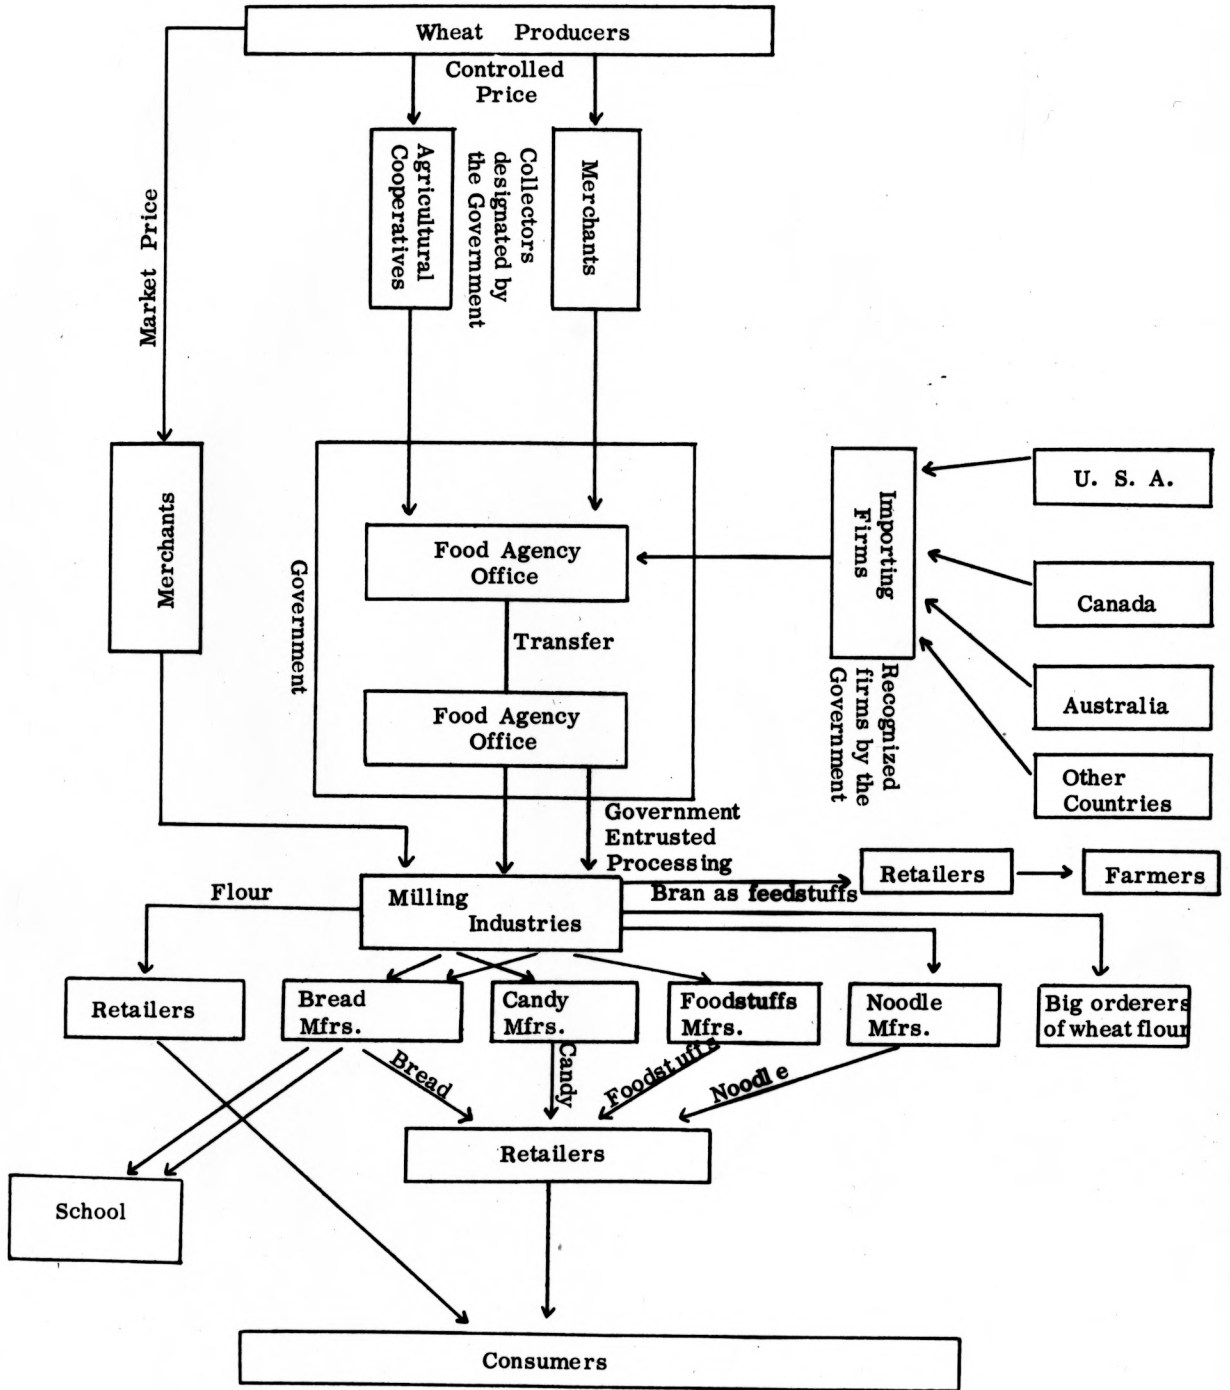 Wheat Producers
Controlled
Price
Market Price
Agricultural
Cooperatives
Collectors
designated by
the Government
Merchants
Merchants
Government
Food Agency
Office
Transfer
Food Agency
Office
Importing
Firms
Recognized
firms by the
Government
U. S. A.
Canada
Australia
Other
Countries
Government
Entrusted
Processing
Flour
Milling
Industries
Bran as feedstuffs
Retailers
Farmers
Retailers
Bread
Mfrs.
Candy
Mfrs.
Foodstuffs
Mfrs.
Noodle
Mfrs.
Big orderers
of wheat flour
Bread
Candy
Foodstuffs
Noodle
Retailers
School
Consumers